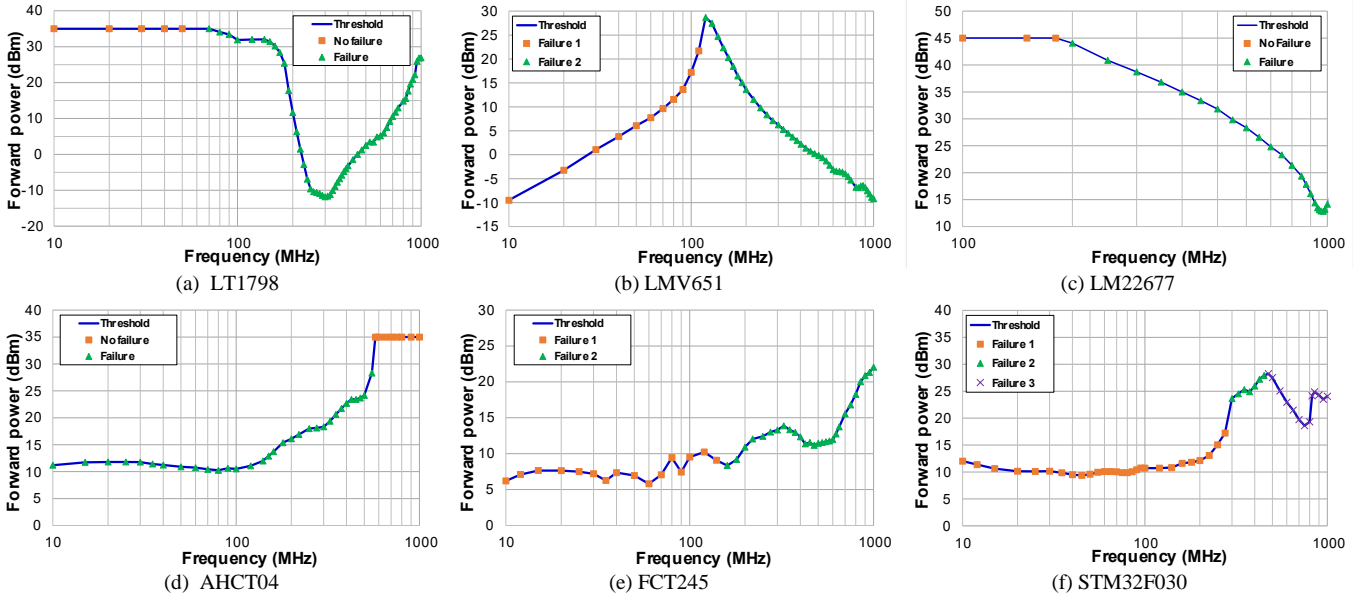 Forward power (dBm)
40
30
20
10
0
-10
-20
10
100
1000
Threshold
No failure
Failure
Frequency (MHz)
(a) LT1798
Forward power (dBm)
30
25
20
15
10
5
0
-5
-10
-15
10
100
1000
Threshold
Failure 1
Failure 2
Frequency (MHz)
(b) LMV651
Forward power (dBm)
50
45
40
35
30
25
20
15
10
100
1000
Threshold
No Failure
Failure
Frequency (MHz)
(c) LM22677
Forward power (dBm)
40
35
30
25
20
15
10
5
0
10
100
1000
Threshold
No failure
Failure
Frequency (MHz)
(d) AHCT04
Forward power (dBm)
30
25
20
15
10
5
0
10
100
1000
Threshold
Failure 1
Failure 2
Frequency (MHz)
(e) FCT245
Forward power (dBm)
40
35
30
25
20
15
10
5
0
10
100
1000
Threshold
Failure 1
Failure 2
Failure 3
Frequency (MHz)
(f) STM32F030